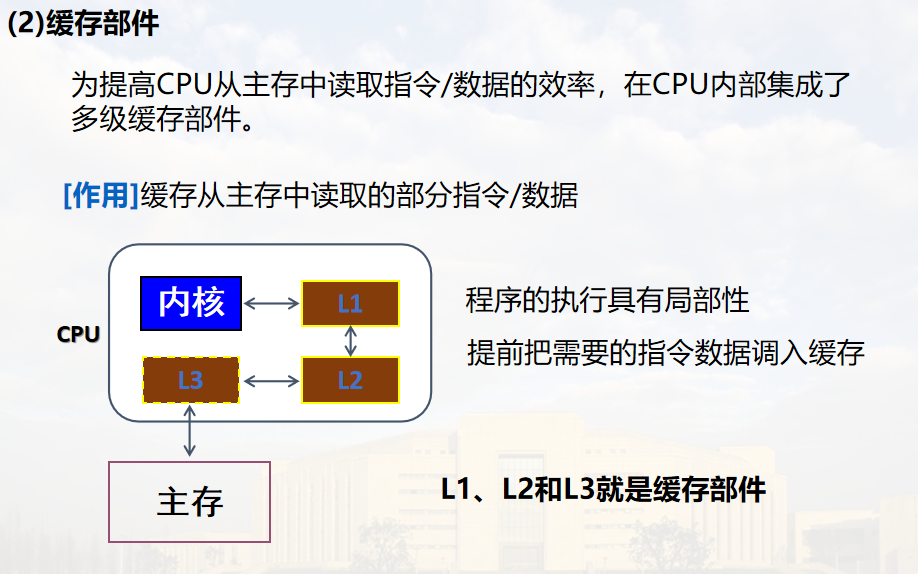 (2)缓存部件
为提高CPU从主存中读取指令/数据的效率，在CPU内部集成了
多级缓存部件。
[作用]缓存从主存中读取的部分指令/数据
CPU
内核
L1
L3
L2
主存
程序的执行具有局部性
提前把需要的指令数据调入缓存
L1、L2和L3就是缓存部件